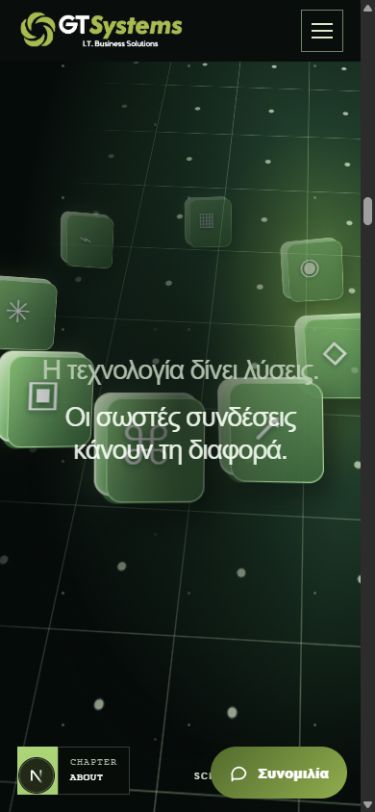 GTSystems
I.T. Business Solutions
Η τεχνολογία δίνει λύσεις.
Οι σωστές συνδέσεις
κάνουν τη διαφορά.
N
CHAPTER
ABOUT
Συνομιλία